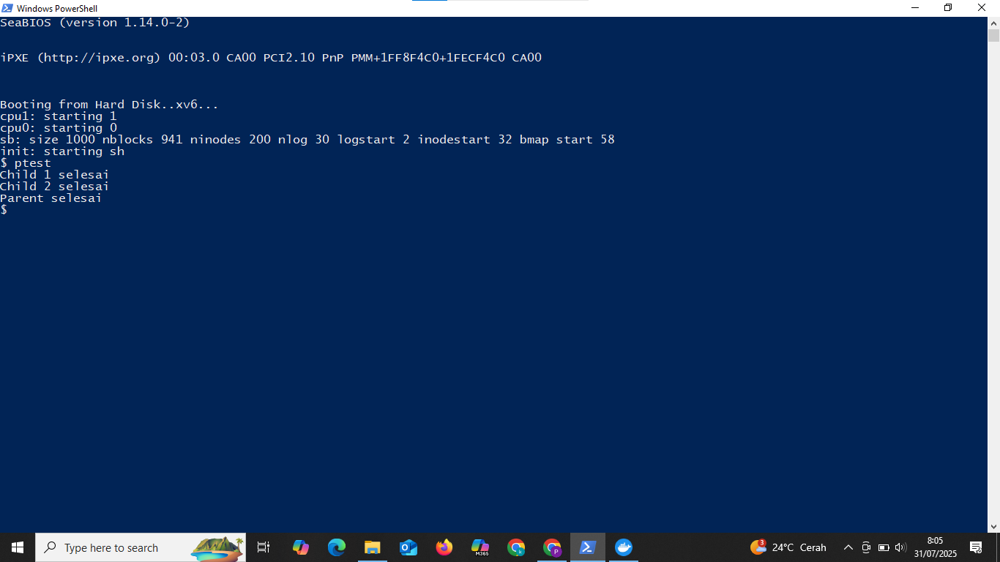 Windows PowerShell
SeaBIOS (version 1.14.0-2)
iPXE (http://ipxe.org) 00:03.0 CA00 PCI2.10 PnP PMM+1FF8F4C0+1FECF4C0 CA00
Booting from Hard Disk..xv6...
cpu1: starting 1
cpu0: starting 0
sb: size 1000 nblocks 941 ninodes 200 nlog 30 logstart 2 inodestart 32 bmap start 58
init: starting sh
$ ptest
Child 1 selesai
Child 2 selesai
Parent selesai
$
Type here to search
M365
k
P
3
24°C Cerah
8:05
31/07/2025